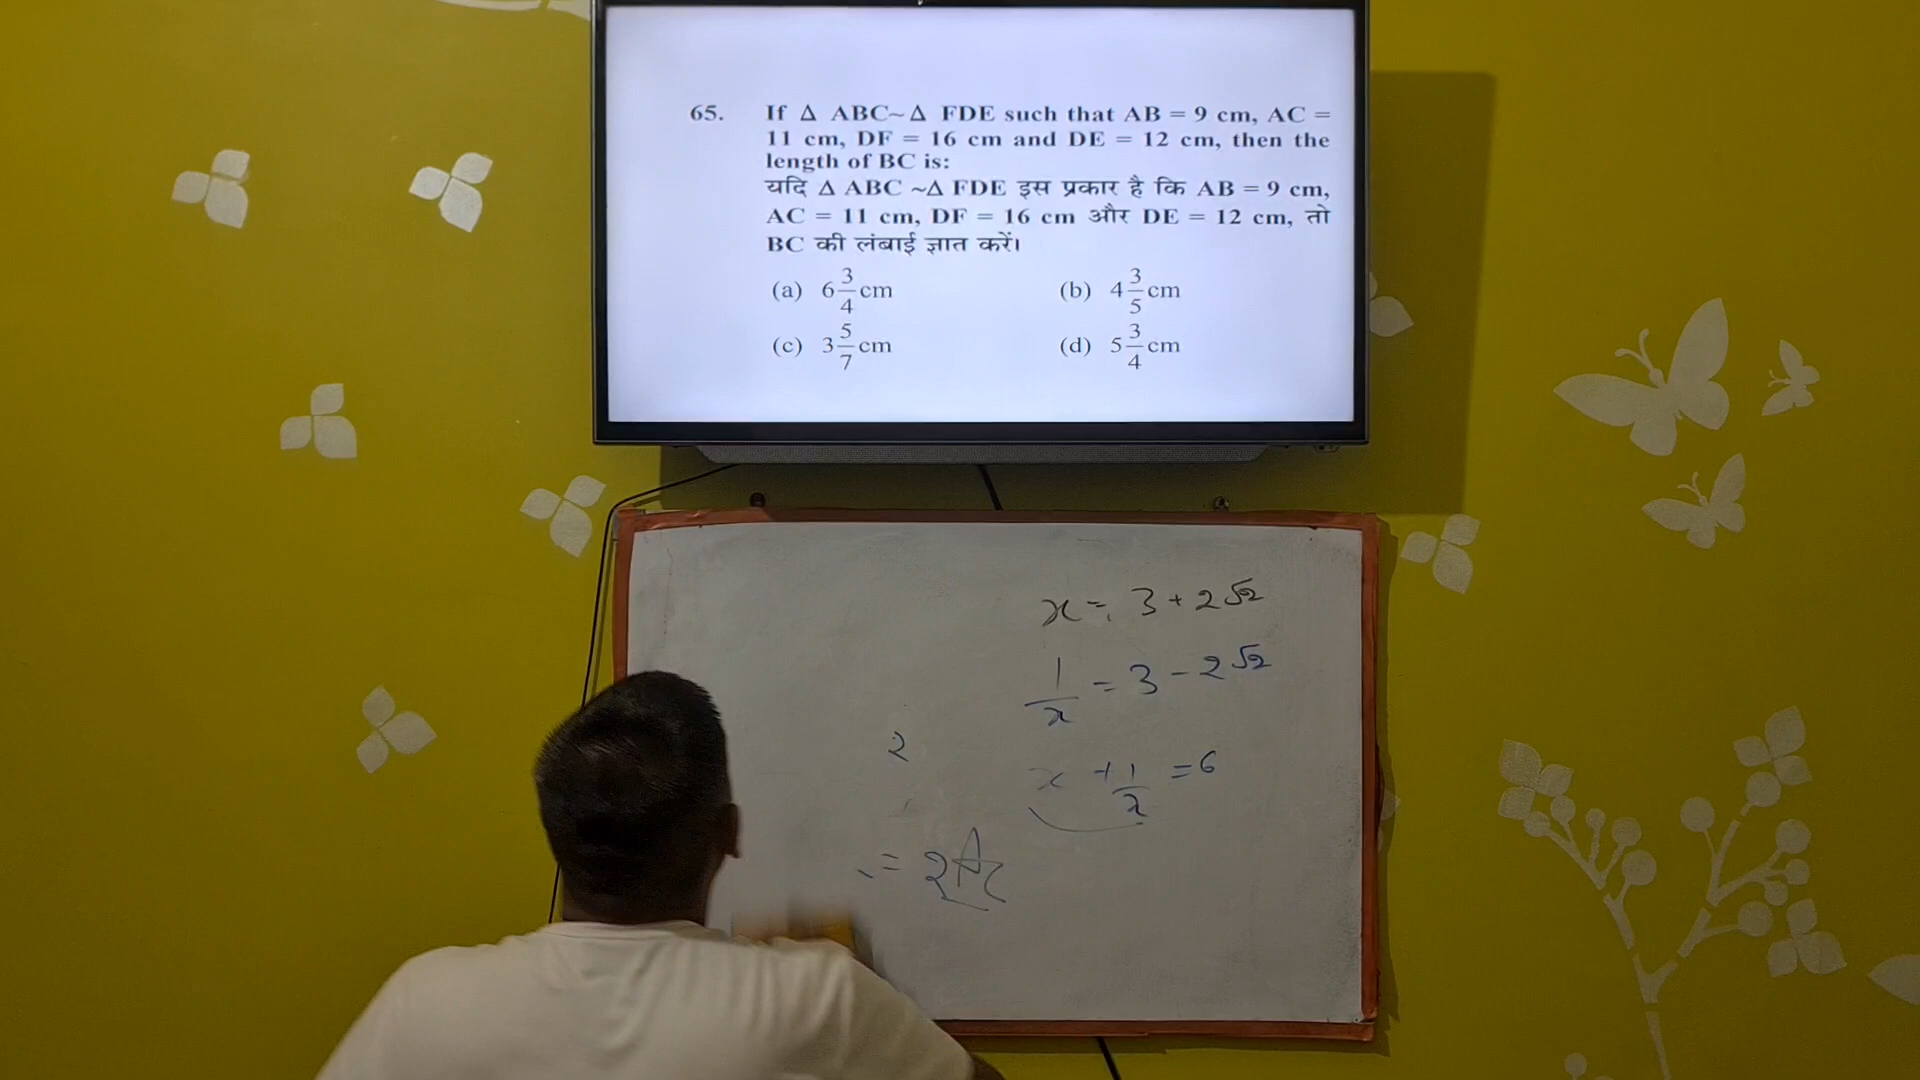 65. If Δ ABC~Δ FDE such that AB = 9 cm, AC =
11 cm, DF = 16 cm and DE = 12 cm, then the
length of BC is:
यदि Δ ABC ~Δ FDE इस प्रकार है कि AB = 9 cm,
AC = 11 cm, DF = 16 cm और DE = 12 cm, तो
BC की लंबाई ज्ञात करें।
(a) 6 3/4 cm (b) 4 3/5 cm
(c) 3 5/7 cm (d) 5 3/4 cm
x = 3 + 2√2
1/x = 3 - 2√2
2
x + 1/x = 6
= 2